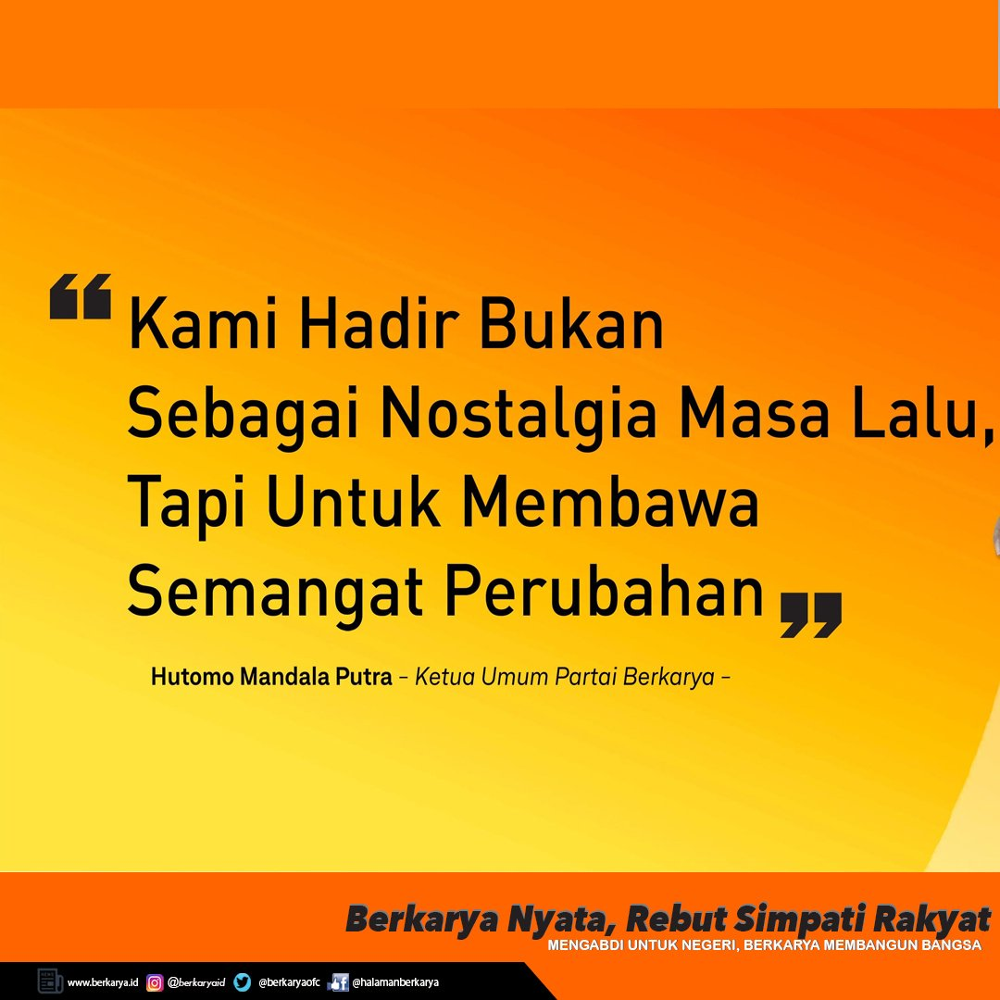 “Kami Hadir Bukan
Sebagai Nostalgia Masa Lalu,
Tapi Untuk Membawa
Semangat Perubahan”
Hutomo Mandala Putra - Ketua Umum Partai Berkarya -
Berkarya Nyata, Rebut Simpati Rakyat
MENGABDI UNTUK NEGERI, BERKARYA MEMBANGUN BANGSA
NEWS www.berkarya.id @berkaryaid @berkaryaofc @halamanberkarya